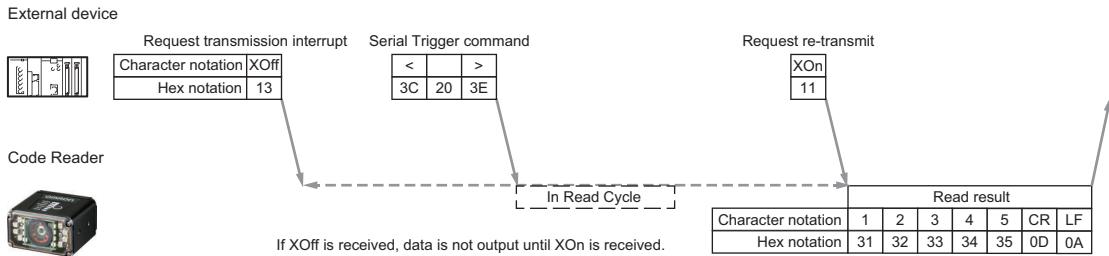 External device
Request transmission interrupt Serial Trigger command Request re-transmit
Character notation XOff < > XOn
Hex notation 13 3C 20 3E 11
Code Reader
In Read Cycle Read result
Character notation 1 2 3 4 5 CR LF
If XOff is received, data is not output until XOn is received. Hex notation 31 32 33 34 35 0D 0A